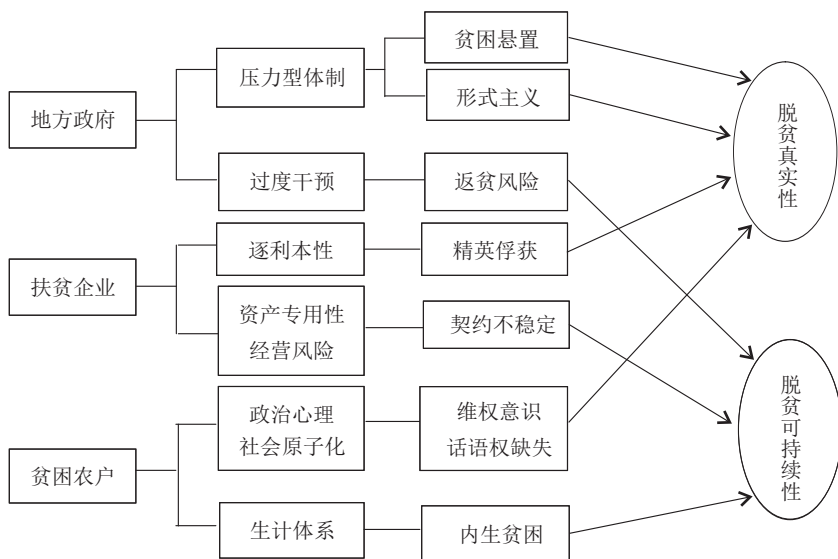 地方政府
压力型体制
贫困悬置
形式主义
过度干预
返贫风险
扶贫企业
逐利本性
精英俘获
资产专用性
经营风险
契约不稳定
贫困农户
政治心理
社会原子化
维权意识
话语权缺失
生计体系
内生贫困
脱贫真实性
脱贫可持续性